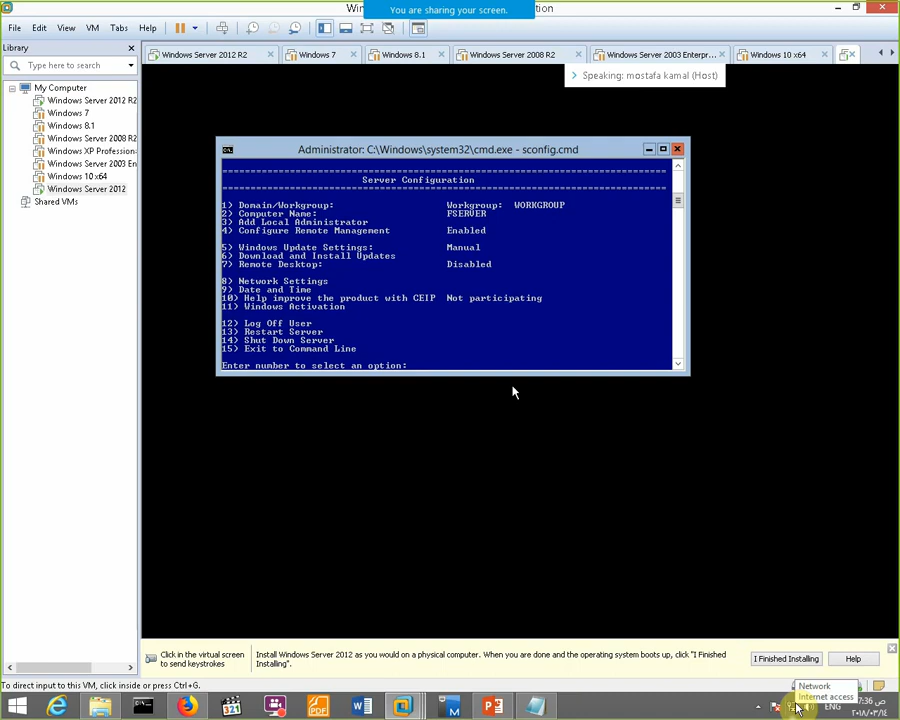 You are sharing your screen.
File Edit View VM Tabs Help
Library
Type here to search
My Computer
Windows Server 2012 R2
Windows 7
Windows 8.1
Windows Server 2008 R2
Windows XP Profession
Windows Server 2003 En
Windows 10 x64
Windows Server 2012
Shared VMs
Windows Server 2012 R2
Windows 7
Windows 8.1
Windows Server 2008 R2
Windows Server 2003 Enterpr...
Windows 10 x64
Speaking: mostafa kamal (Host)
Administrator: C:\Windows\system32\cmd.exe - sconfig.cmd
===============================================================================
Server Configuration
===============================================================================
1) Domain/Workgroup: Workgroup: WORKGROUP
2) Computer Name: FSERVER
3) Add Local Administrator
4) Configure Remote Management Enabled
5) Windows Update Settings: Manual
6) Download and Install Updates
7) Remote Desktop: Disabled
8) Network Settings
9) Date and Time
10) Help improve the product with CEIP Not participating
11) Windows Activation
12) Log Off User
13) Restart Server
14) Shut Down Server
15) Exit to Command Line
Enter number to select an option:
Click in the virtual screen
to send keystrokes
Install Windows Server 2012 as you would on a physical computer. When you are done and the operating system boots up, click "I Finished
Installing".
I Finished Installing
Help
To direct input to this VM, click inside or press Ctrl+G.
Network
Internet access
ENG